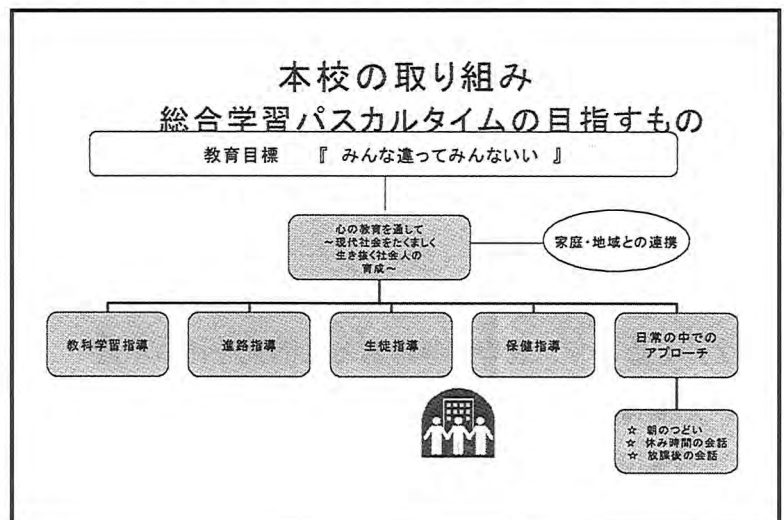 本校の取り組み
総合学習パスカルタイムの目指すもの
教育目標 『 みんな違ってみんないい 』
心の教育を通して
～現代社会をたくましく
生き抜く社会人の
育成～
家庭・地域との連携
教科学習指導
進路指導
生徒指導
保健指導
日常の中での
アプローチ
☆ 朝のつどい
☆ 休み時間の会話
☆ 放課後の会話